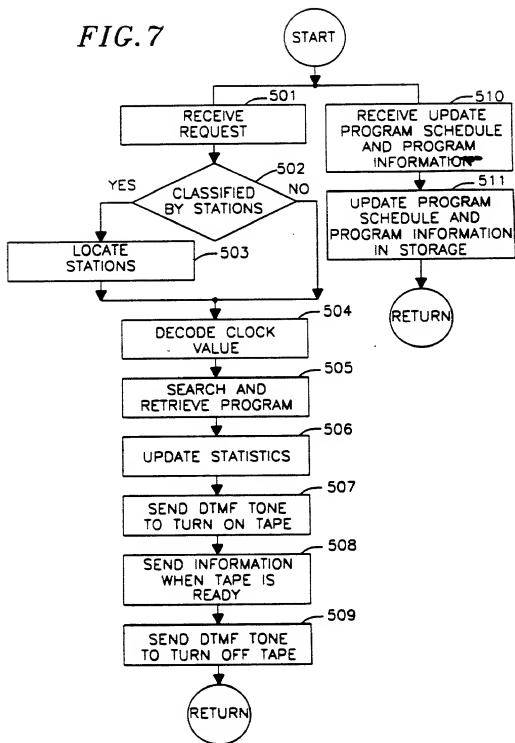 FIG.7
START
501
RECEIVE
REQUEST
510
RECEIVE UPDATE
PROGRAM SCHEDULE
AND PROGRAM
INFORMATION
502
YES
CLASSIFIED
BY STATIONS
NO
511
UPDATE PROGRAM
SCHEDULE AND
PROGRAM INFORMATION
IN STORAGE
LOCATE
STATIONS
503
RETURN
504
DECODE CLOCK
VALUE
505
SEARCH AND
RETRIEVE PROGRAM
506
UPDATE STATISTICS
507
SEND DTMF TONE
TO TURN ON TAPE
508
SEND INFORMATION
WHEN TAPE IS
READY
509
SEND DTMF TONE
TO TURN OFF TAPE
RETURN